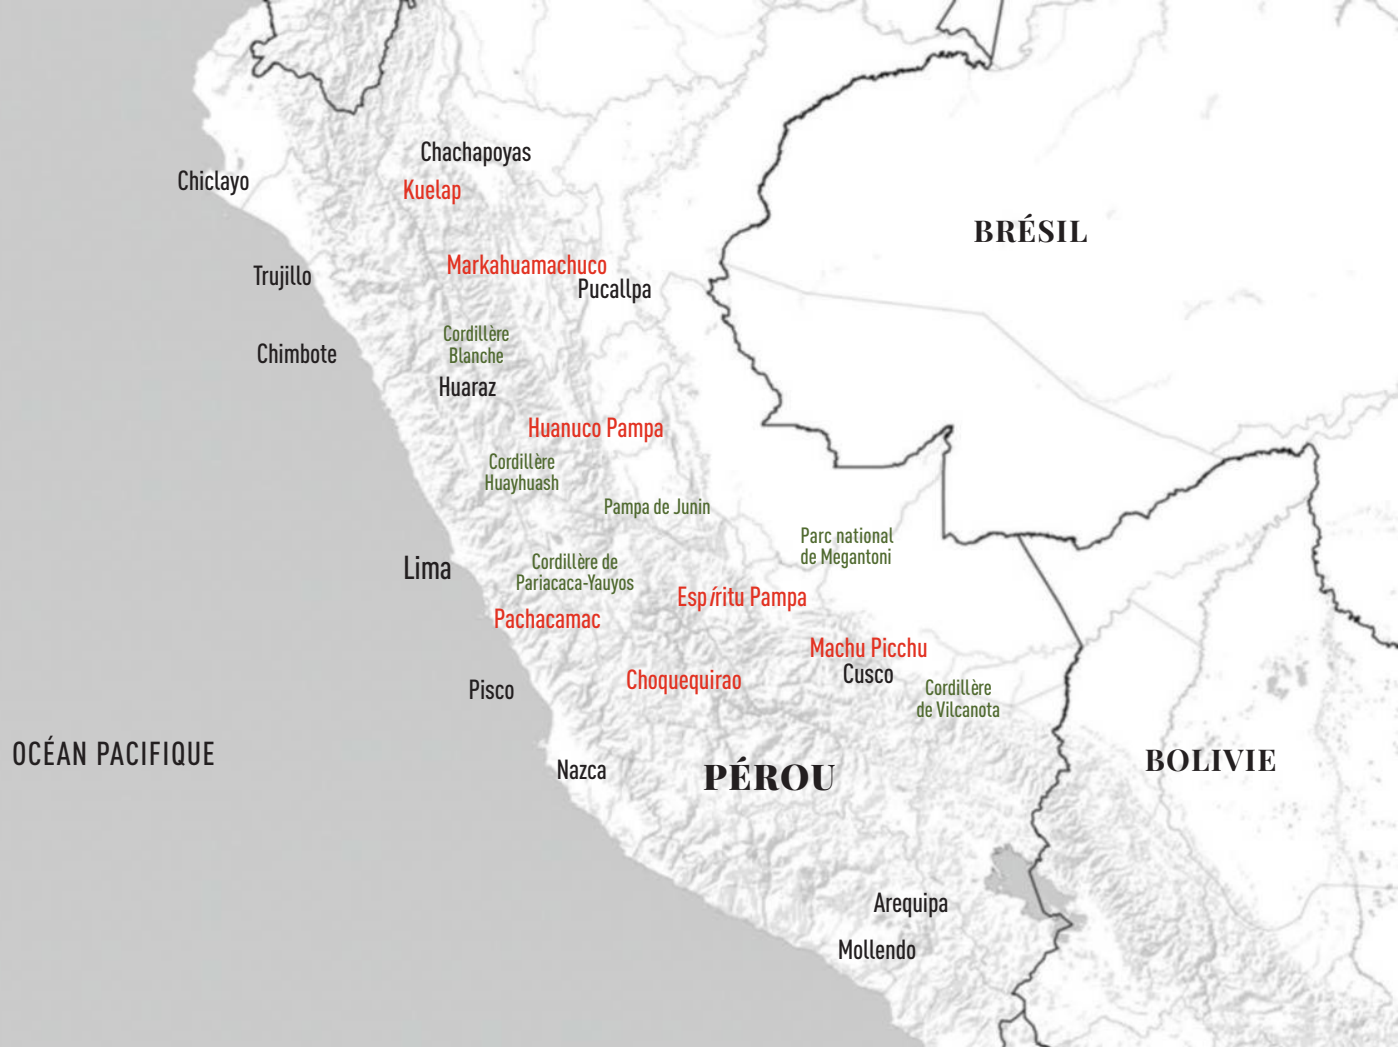 Chachapoyas
Chiclayo
Kuelap
BRÉSIL
Markahuamachuco
Trujillo
Pucallpa
Cordillère
Blanche
Chimbote
Huaraz
Huanuco Pampa
Cordillère
Huayhuash
Pampa de Junin
Parc national
de Megantoni
Lima
Cordillère de
Pariacaca-Yauyos
Espíritu Pampa
Pachacamac
Machu Picchu
Cusco
Choquequirao
Pisco
Cordillère
de Vilcanota
OCÉAN PACIFIQUE
Nazca
PÉROU
BOLIVIE
Arequipa
Mollendo